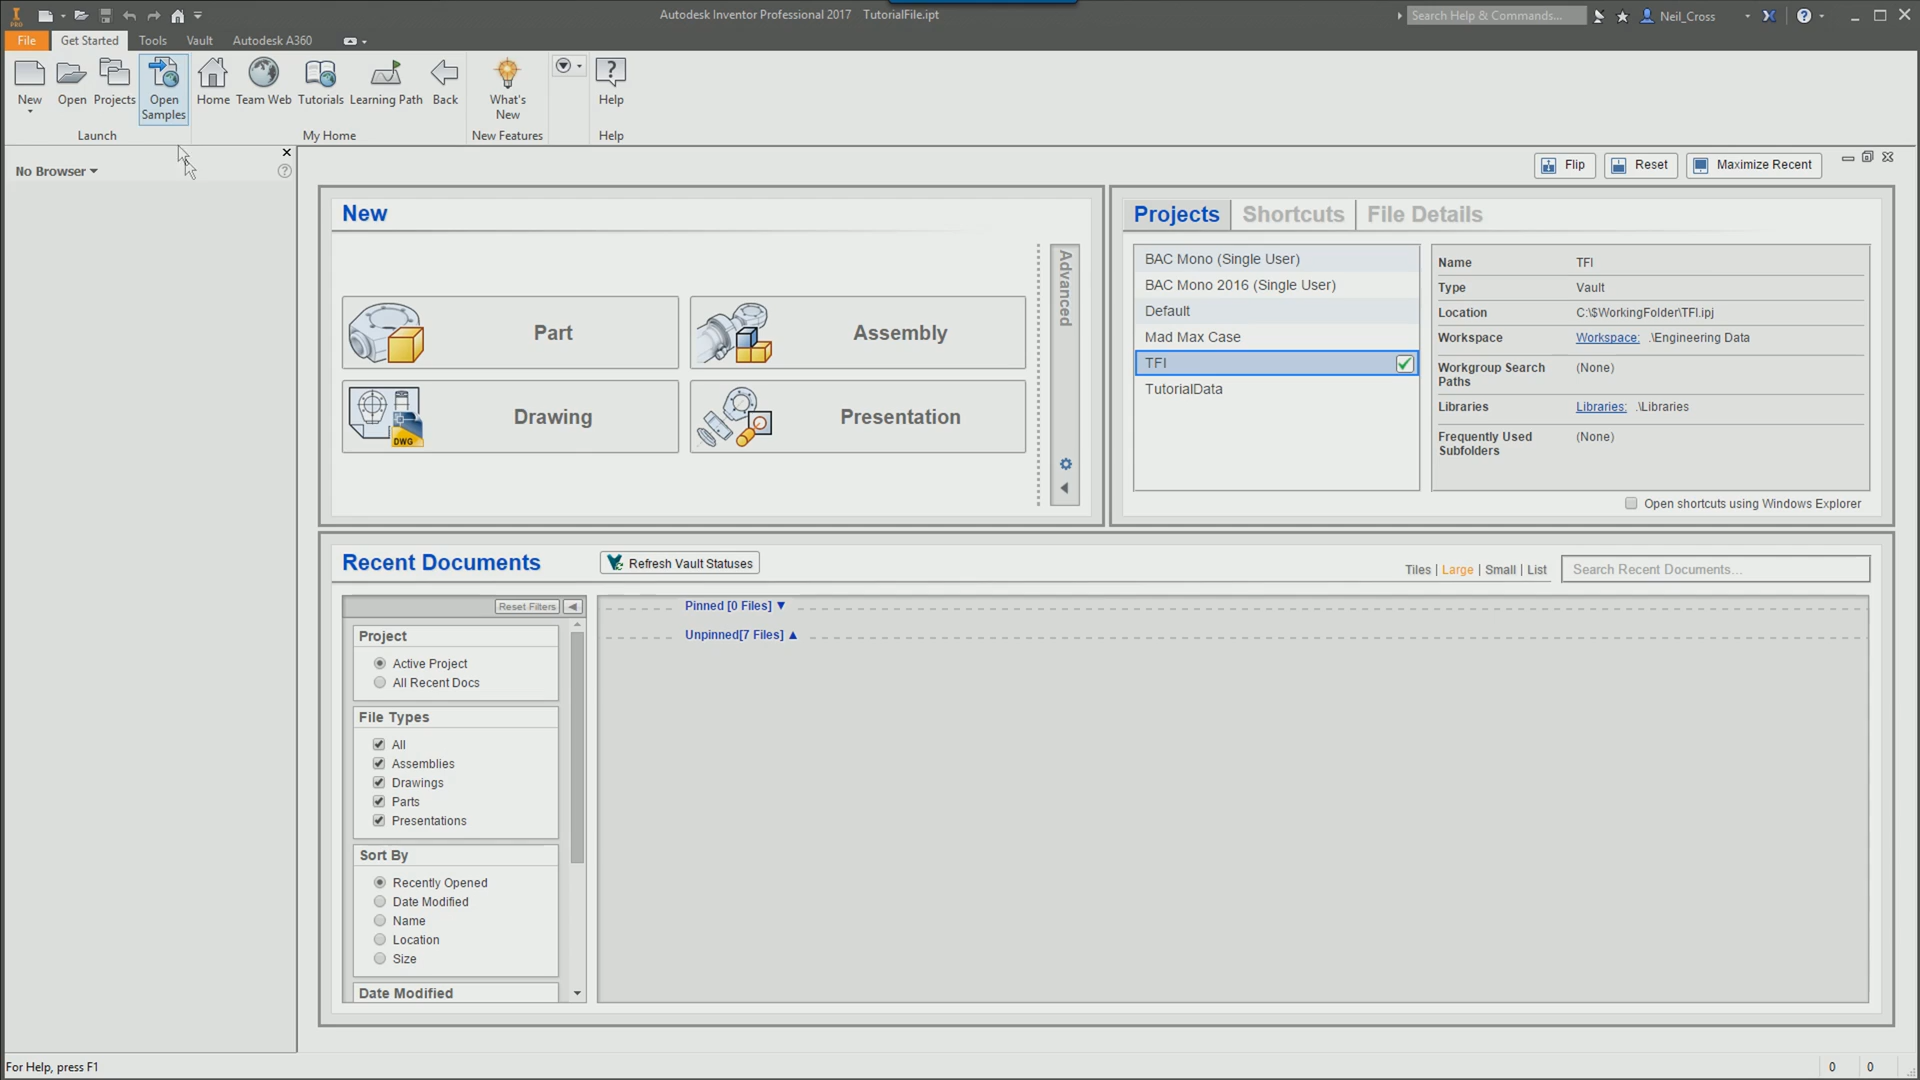 Autodesk Inventor Professional 2017 TutorialFile.ipt
Search Help & Commands...
Neil_Cross
PRO
File
Get Started
Tools
Vault
Autodesk A360
New
Open
Projects
Open Samples
Home
Team Web
Tutorials
Learning Path
Back
What's New
Help
Launch
My Home
New Features
Help
No Browser
Flip
Reset
Maximize Recent
New
Part
Assembly
Drawing
DWG
Presentation
Advanced
Projects
Shortcuts
File Details
BAC Mono (Single User)
BAC Mono 2016 (Single User)
Default
Mad Max Case
TFI
TutorialData
Name TFI
Type Vault
Location C:\$WorkingFolder\TFI.ipj
Workspace Workspace: .\Engineering Data
Workgroup Search Paths (None)
Libraries Libraries: .\Libraries
Frequently Used Subfolders (None)
Open shortcuts using Windows Explorer
Recent Documents
Refresh Vault Statuses
Tiles | Large | Small | List
Search Recent Documents...
Reset Filters
Project
Active Project
All Recent Docs
File Types
All
Assemblies
Drawings
Parts
Presentations
Sort By
Recently Opened
Date Modified
Name
Location
Size
Date Modified
Pinned [0 Files]
Unpinned[7 Files]
For Help, press F1
0 0